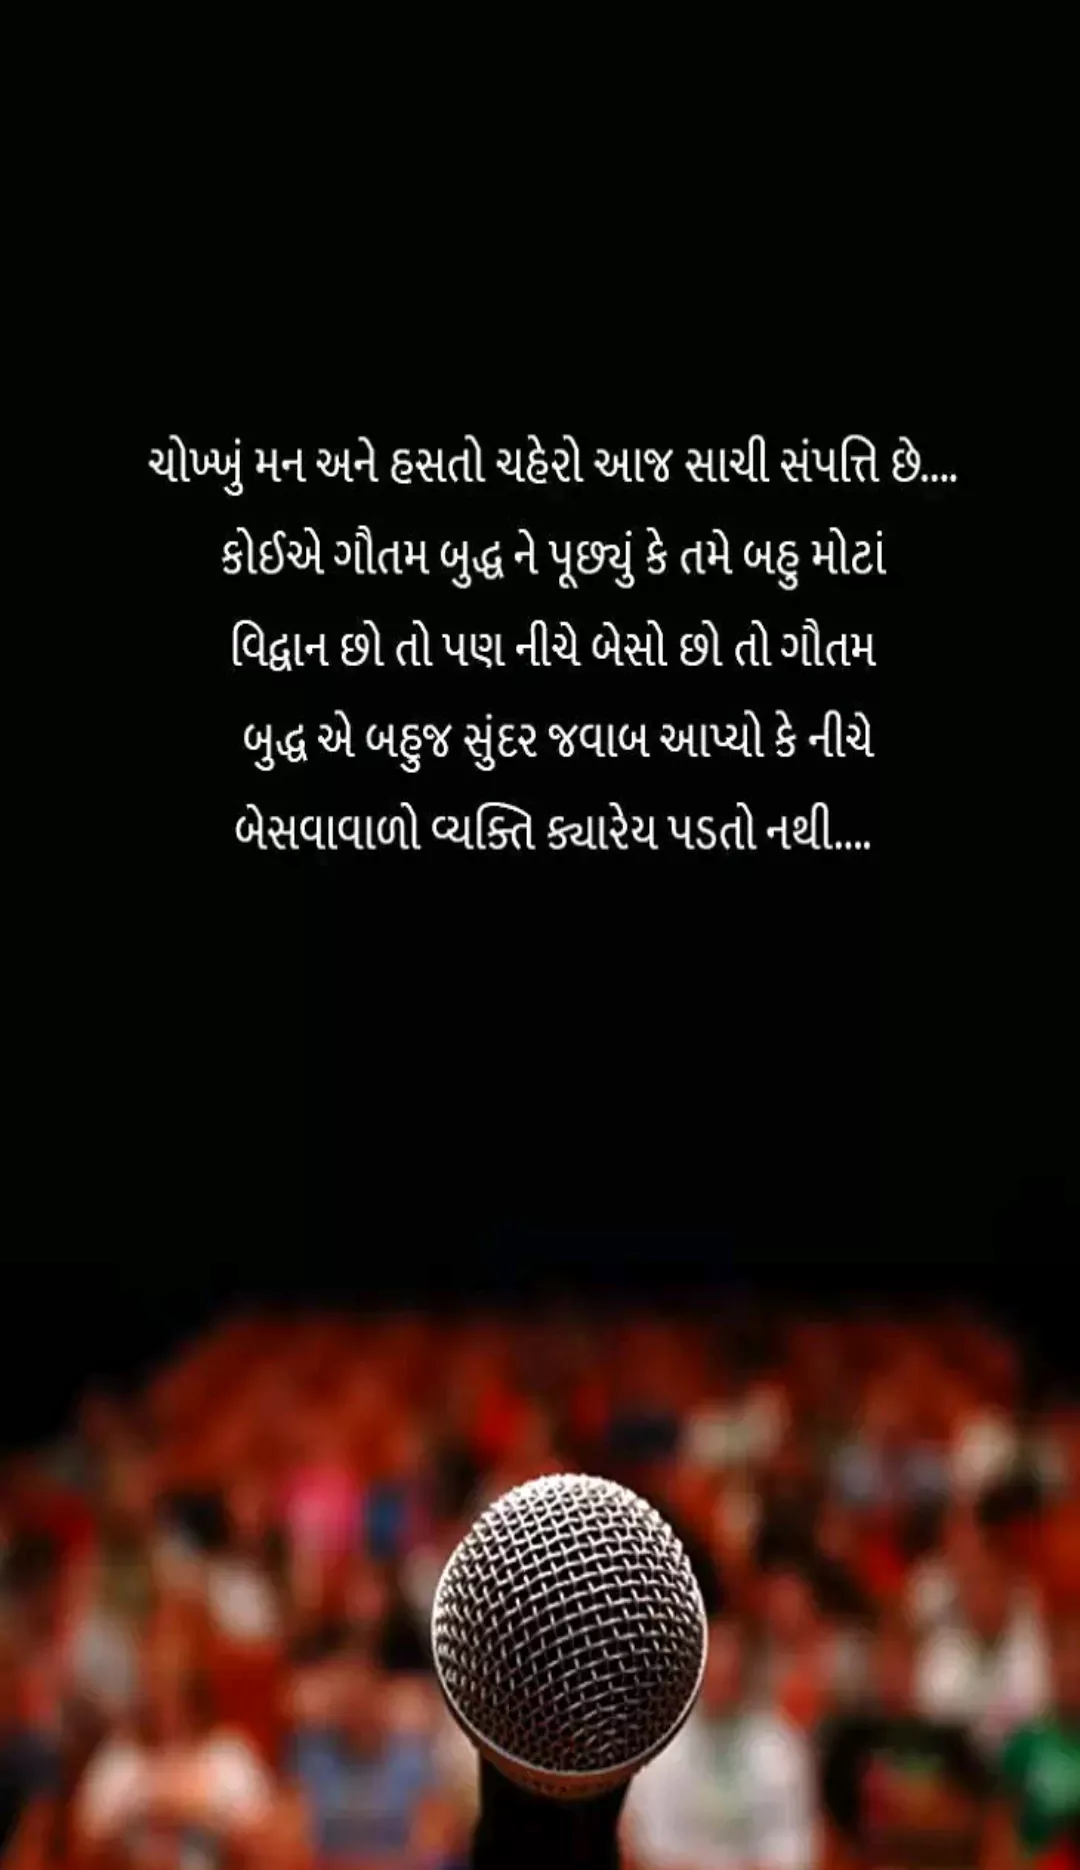 ચોખ્ખું મન અને હસતો ચહેરો આજ સાચી સંપત્તિ છે....
કોઈએ ગૌતમ બુદ્ધ ને પૂછ્યું કે તમે બહુ મોટાં
વિદ્વાન છો તો પણ નીચે બેસો છો તો ગૌતમ
બુદ્ધ એ બહુજ સુંદર જવાબ આપ્યો કે નીચે
બેસવાવાળો વ્યક્તિ ક્યારેય પડતો નથી....